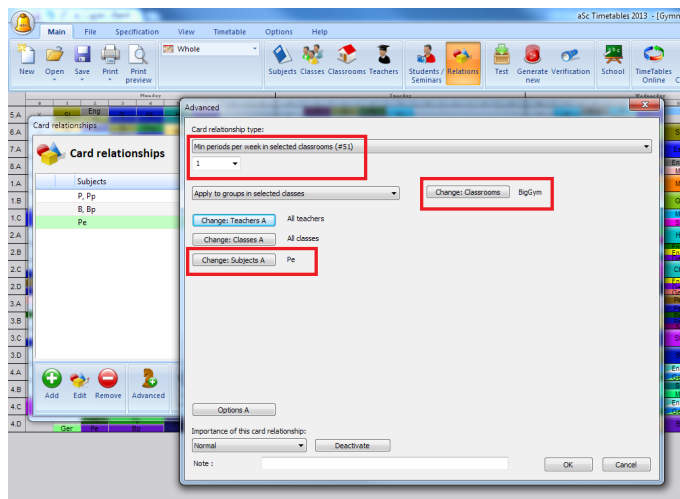 aSc Timetables 2013 - [Gymn
Main File Specification View Timetable Options Help
Whole
New Open Save Print Print preview Subjects Classes Classrooms Teachers Students / Seminars Relations Test Generate new Verification School TimeTables Online
Monday Tuesday Wednesday
5.A
Eng
6.A
7.A
8.A
1.A
1.B
1.C
2.A
2.B
2.C
2.D
3.A
3.B
3.C
3.D
4.A
4.B
4.C
4.D
Ger Pe Bp
Card relationships
Card relationships
Subjects
P, Pp
B, Bp
Pe
Add Edit Remove Advanced
Advanced
Card relationship type:
Min periods per week in selected classrooms (#51)
1
Apply to groups in selected classes
Change: Classrooms BigGym
Change: Teachers A All teachers
Change: Classes A All classes
Change: Subjects A Pe
Options A
Importance of this card relationship:
Normal Deactivate
Note :
OK Cancel